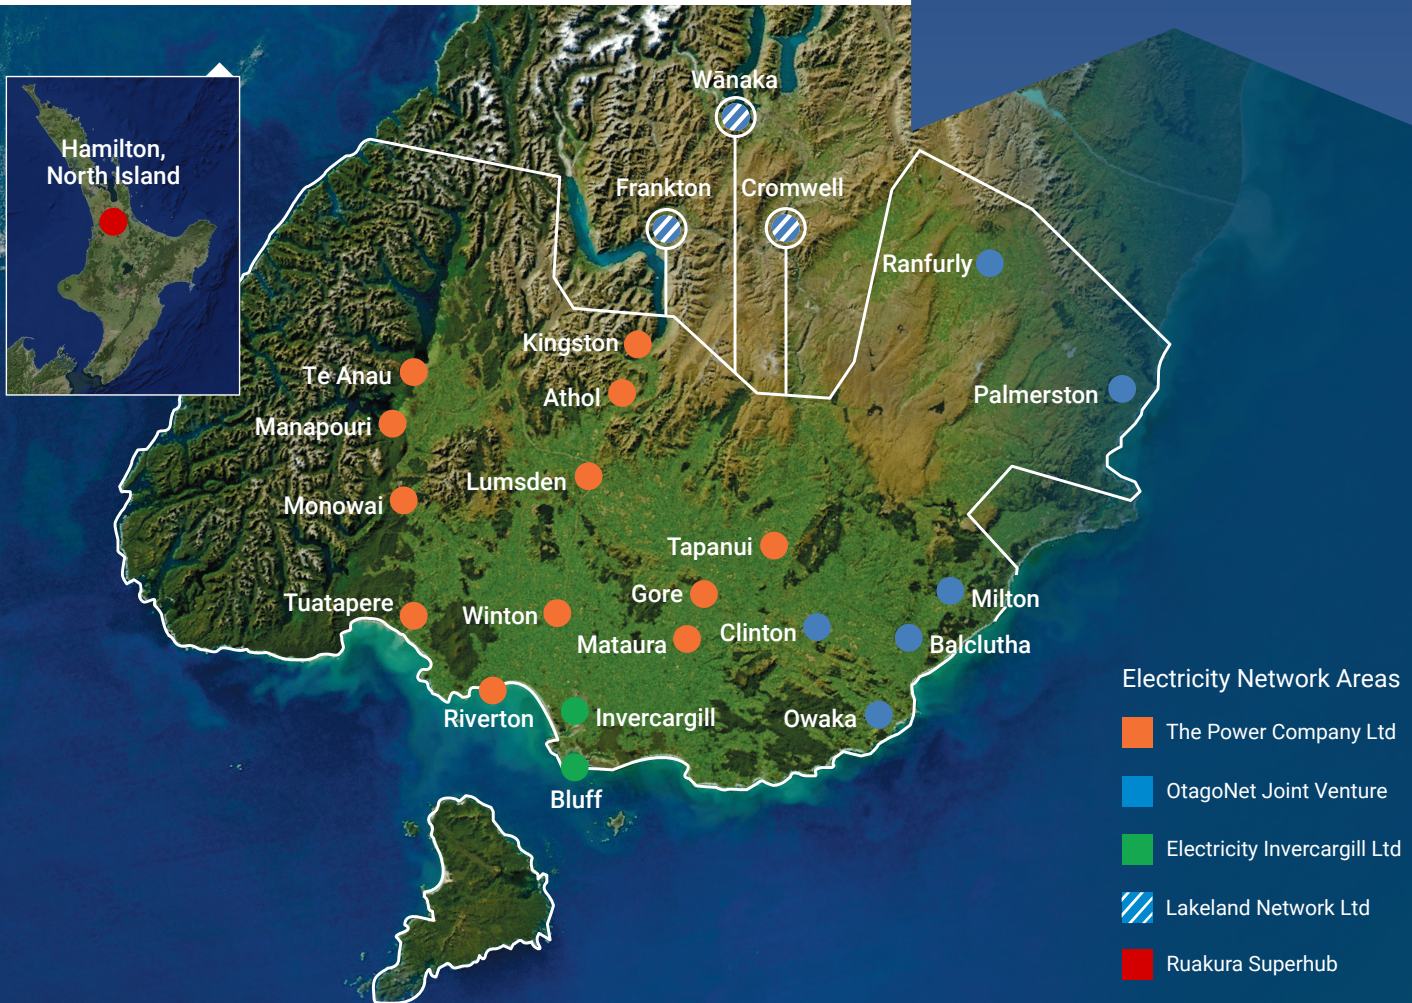 Wānaka
Hamilton,
North Island
Frankton
Cromwell
Ranfurly
Kingston
Te Anau
Athol
Palmerston
Manapouri
Lumsden
Monowai
Tapanui
Gore
Milton
Tuatapere
Winton
Clinton
Mataura
Balclutha
Riverton
Invercargill
Owaka
Bluff
Electricity Network Areas
The Power Company Ltd
OtagoNet Joint Venture
Electricity Invercargill Ltd
Lakeland Network Ltd
Ruakura Superhub